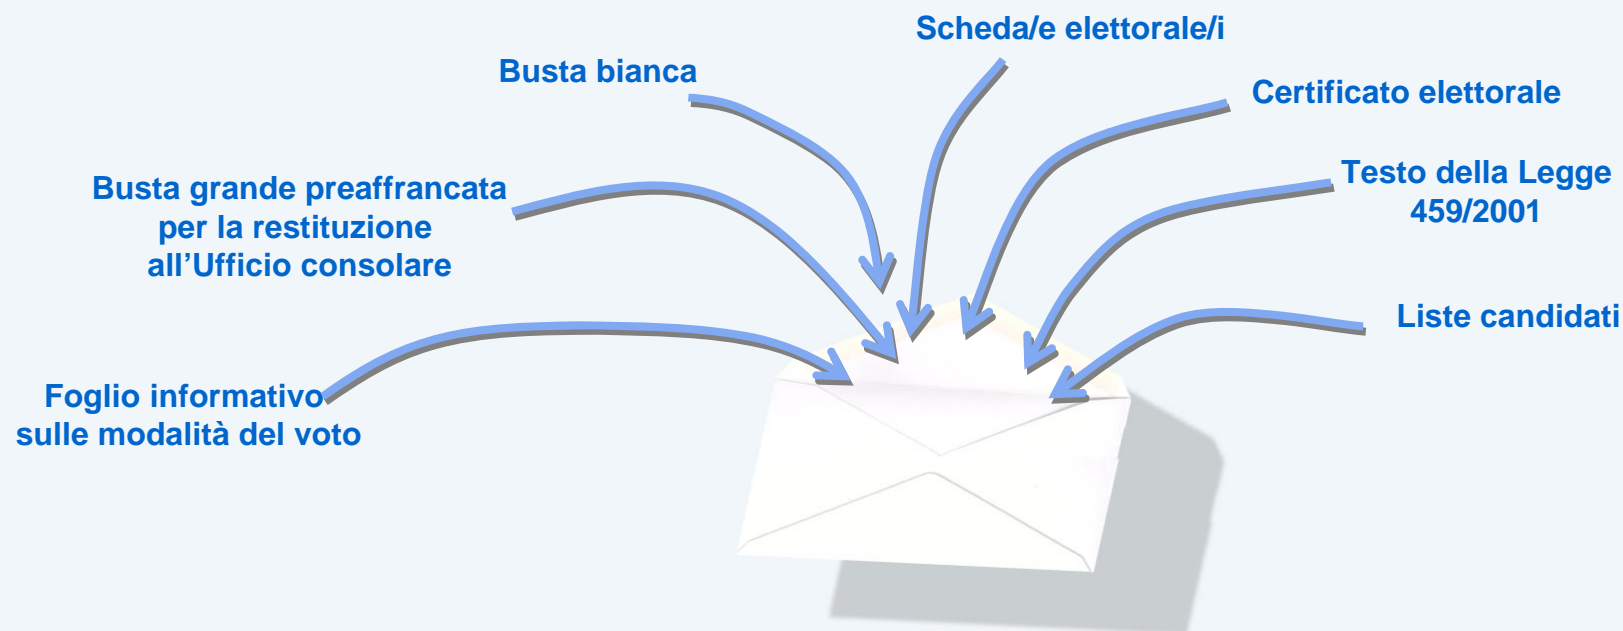 Scheda/e elettorale/i
Busta bianca
Certificato elettorale
Busta grande preaffrancata
per la restituzione
all’Ufficio consolare
Testo della Legge
459/2001
Liste candidati
Foglio informativo
sulle modalità del voto